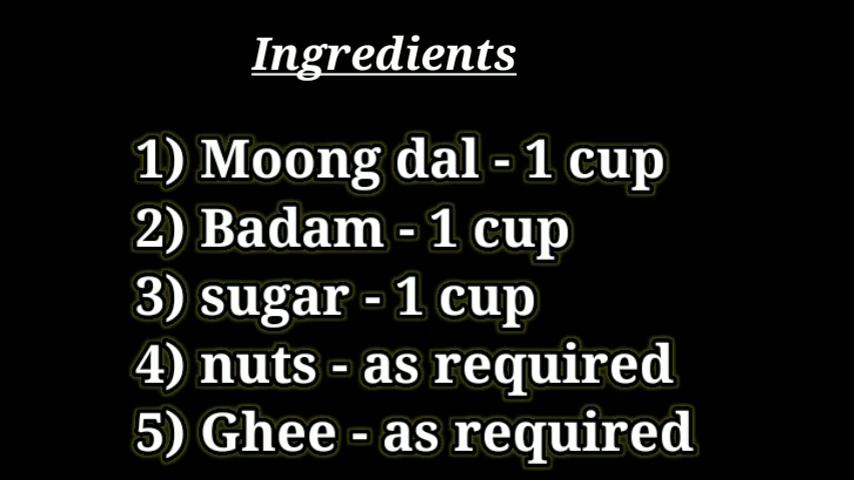 Ingredients
1) Moong dal - 1 cup
2) Badam - 1 cup
3) sugar - 1 cup
4) nuts - as required
5) Ghee - as required